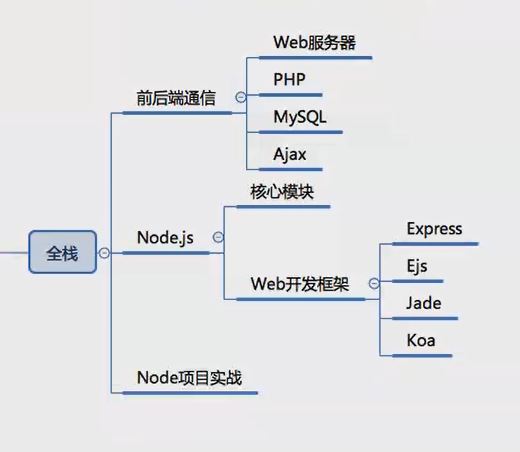 Web服务器
PHP
前后端通信
MySQL
Ajax
核心模块
Node.js
Express
全栈
Ejs
Web开发框架
Jade
Koa
Node项目实战